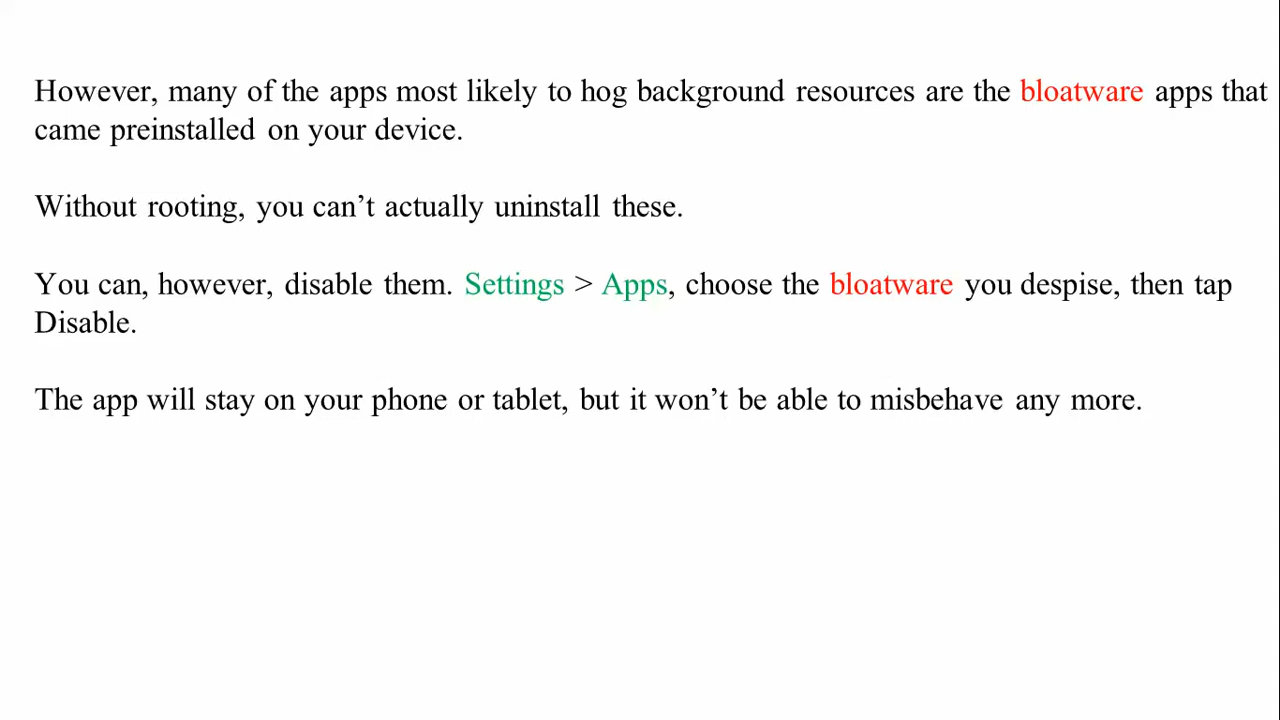 However, many of the apps most likely to hog background resources are the bloatware apps that
came preinstalled on your device.
Without rooting, you can’t actually uninstall these.
You can, however, disable them. Settings > Apps, choose the bloatware you despise, then tap
Disable.
The app will stay on your phone or tablet, but it won’t be able to misbehave any more.